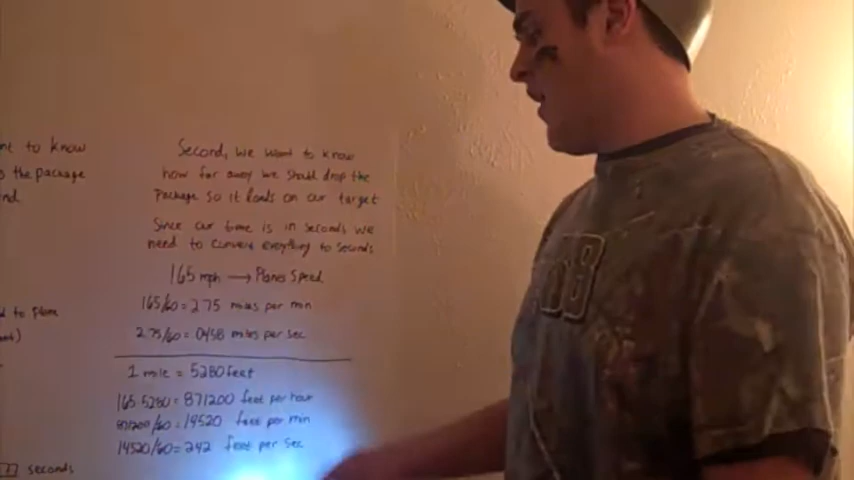 nt to know
s the package
nd.
d to plan
Second, we want to know
how far away we should drop the
Package so it lands on our target
Since our time is in seconds we
need to convert everything to seconds
165 mph → Planes Speed
165/60 = 2.75 miles per min
2.75/60 = .0458 miles per sec
1 mile = 5280 feet
165·5280 = 871200 feet per hour
871200/60 = 14520 feet per min
14520/60 = 242 feet per sec
seconds